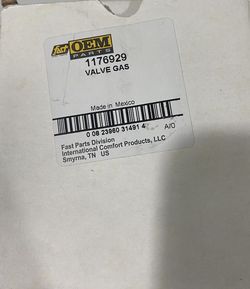 fast OEM
PARTS
1176929
VALVE GAS
Made in Mexico
0 08 23980 31491 4
A/0
Fast Parts Division
International Comfort Products, LLC
Smyrna, TN US